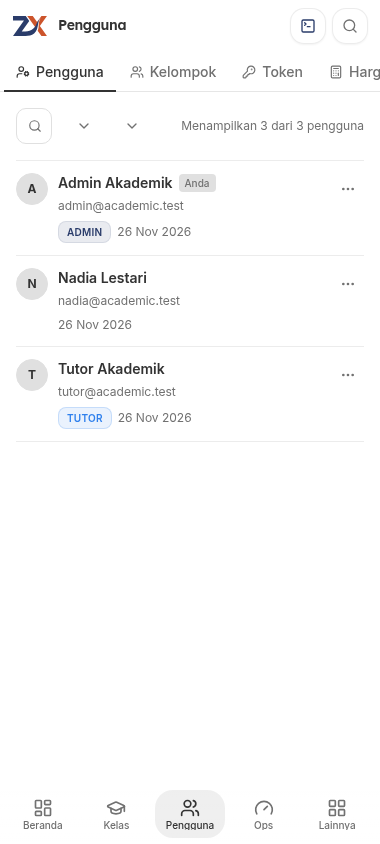 ZX Pengguna
Pengguna Kelompok Token Harg
Menampilkan 3 dari 3 pengguna
A Admin Akademik Anda
admin@academic.test
ADMIN 26 Nov 2026
N Nadia Lestari
nadia@academic.test
26 Nov 2026
T Tutor Akademik
tutor@academic.test
TUTOR 26 Nov 2026
Beranda Kelas Pengguna Ops Lainnya